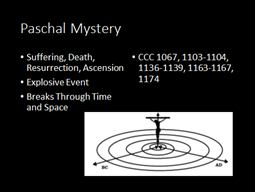 Paschal Mystery
• Suffering, Death,
Resurrection, Ascension
• Explosive Event
• Breaks Through Time
and Space
• CCC 1067, 1103-1104,
1136-1139, 1163-1167,
1174
BC
AD